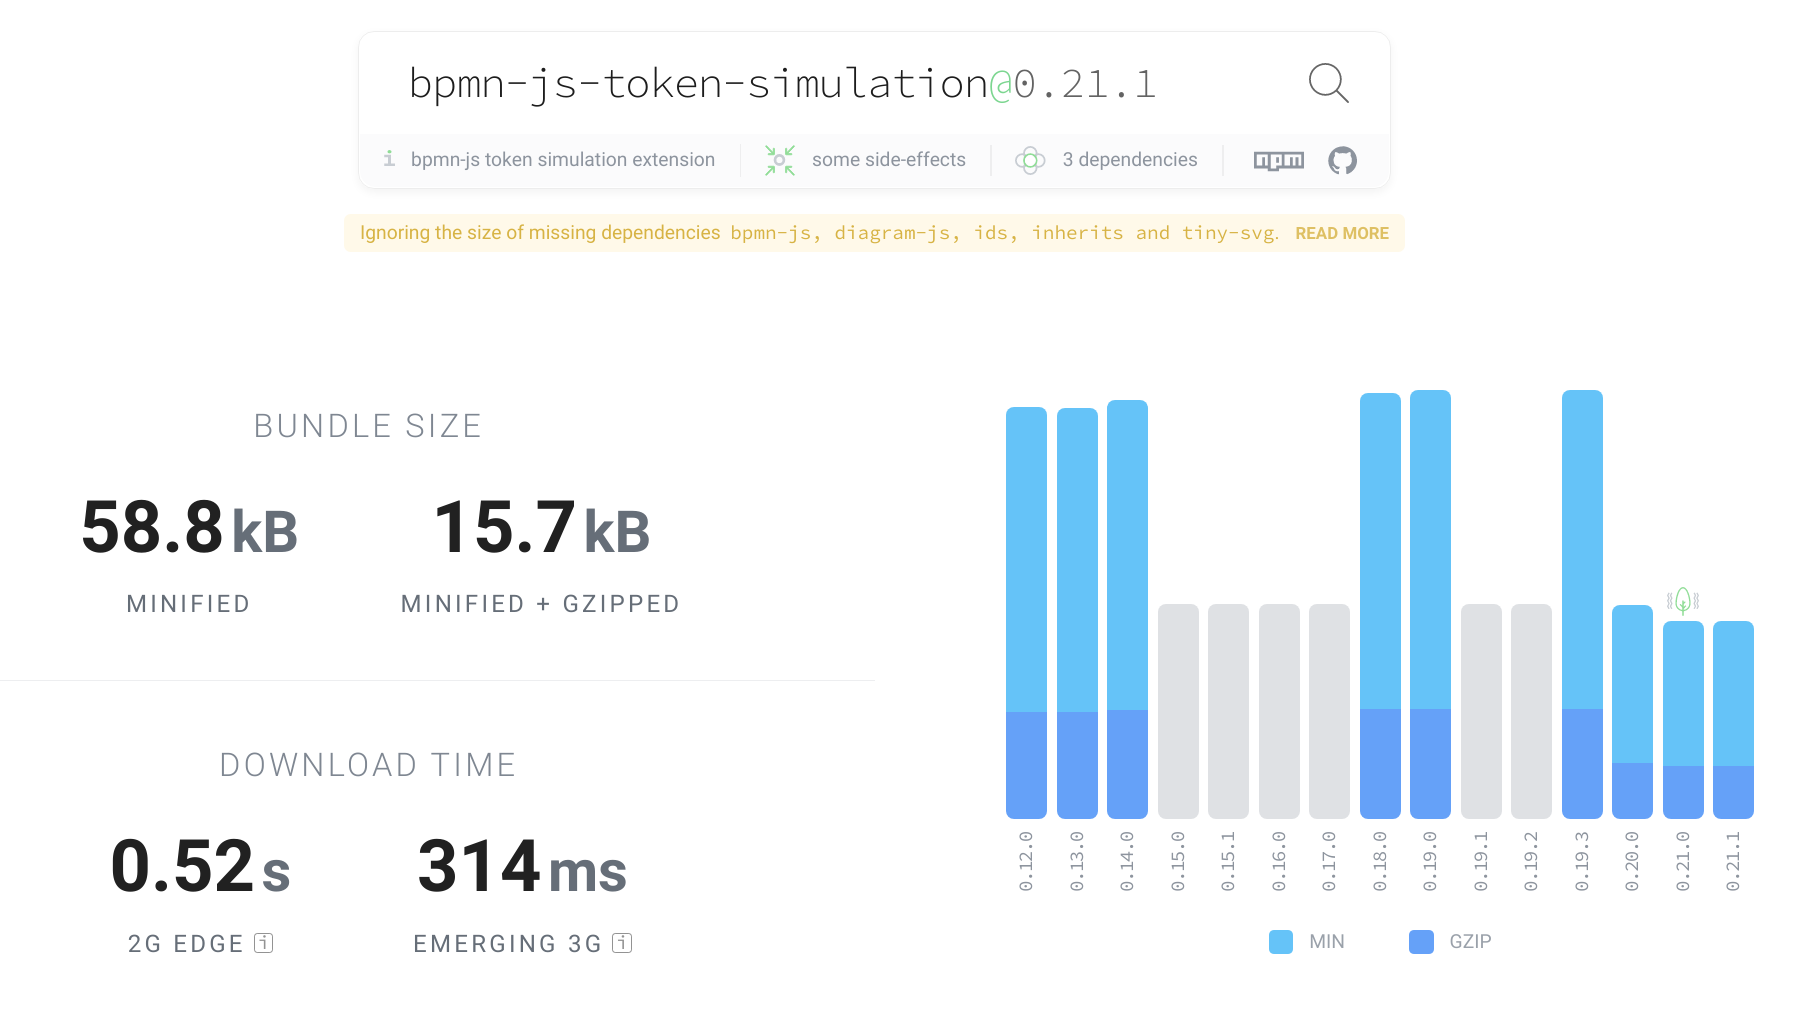 bpmn-js-token-simulation@0.21.1
i bpmn-js token simulation extension some side-effects 3 dependencies npm
Ignoring the size of missing dependencies bpmn-js, diagram-js, ids, inherits and tiny-svg. READ MORE
BUNDLE SIZE
58.8 kB 15.7 kB
MINIFIED MINIFIED + GZIPPED
DOWNLOAD TIME
0.52 s 314 ms
2G EDGE i EMERGING 3G i
0.12.0 0.13.0 0.14.0 0.15.0 0.15.1 0.16.0 0.17.0 0.18.0 0.19.0 0.19.1 0.19.2 0.19.3 0.20.0 0.21.0 0.21.1
MIN GZIP